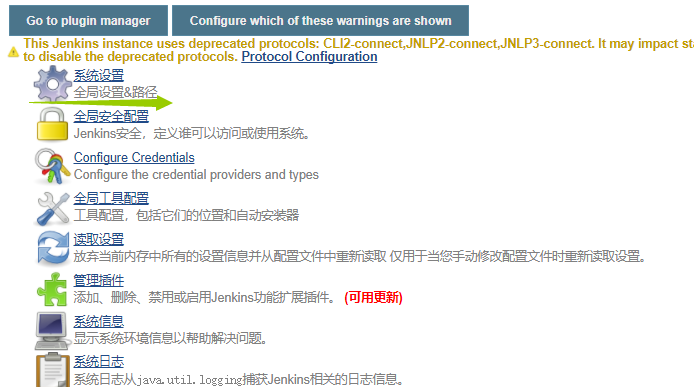 Go to plugin manager
Configure which of these warnings are shown
This Jenkins instance uses deprecated protocols: CLI2-connect,JNLP2-connect,JNLP3-connect. It may impact
to disable the deprecated protocols. Protocol Configuration
系统设置
全局设置&路径
全局安全配置
Jenkins安全，定义谁可以访问或使用系统。
Configure Credentials
Configure the credential providers and types
全局工具配置
工具配置，包括它们的位置和自动安装器
读取设置
放弃当前内存中所有的设置信息并从配置文件中重新读取 仅用于当您手动修改配置文件时重新读取设置。
管理插件
添加、删除、禁用或启用Jenkins功能扩展插件。 (可用更新)
系统信息
显示系统环境信息以帮助解决问题。
系统日志
系统日志从java.util.logging捕获Jenkins相关的日志信息。